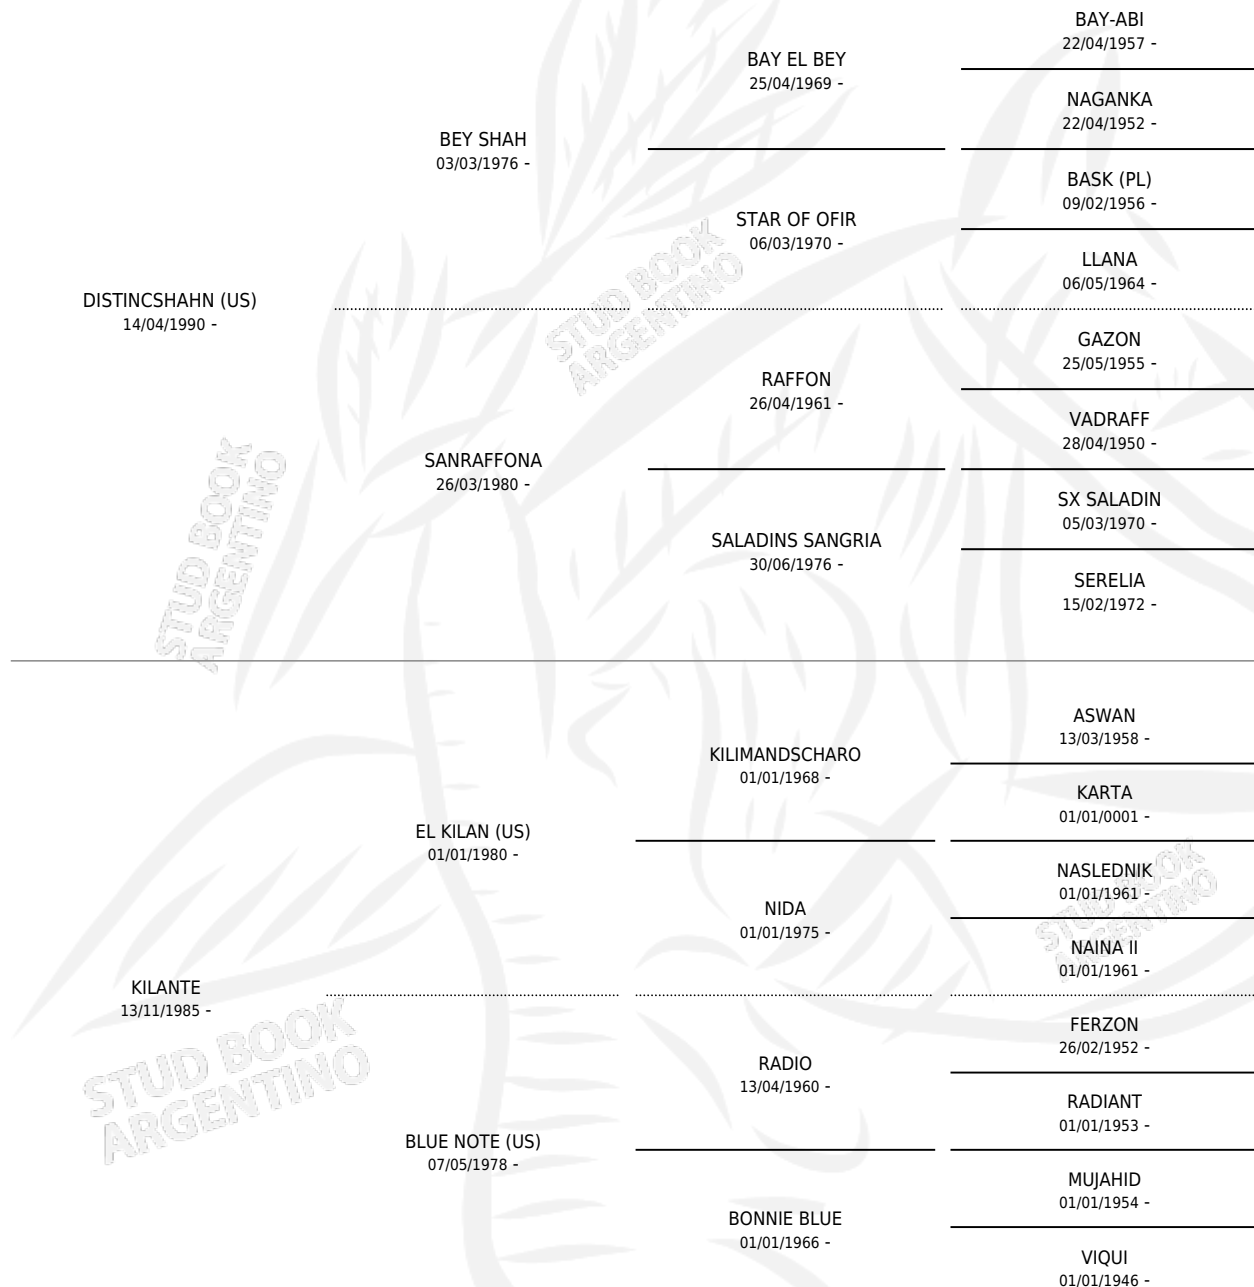 BAY-ABI
22/04/1957 -
BAY EL BEY
25/04/1969 -
NAGANKA
22/04/1952 -
BEY SHAH
03/03/1976 -
BASK (PL)
09/02/1956 -
STAR OF OFIR
06/03/1970 -
LLANA
06/05/1964 -
DISTINCSHAHN (US)
14/04/1990 -
GAZON
25/05/1955 -
RAFFON
26/04/1961 -
VADRAFF
28/04/1950 -
SANRAFFONA
26/03/1980 -
SX SALADIN
05/03/1970 -
SALADINS SANGRIA
30/06/1976 -
SERELIA
15/02/1972 -
ASWAN
13/03/1958 -
KILIMANDSCHARO
01/01/1968 -
KARTA
01/01/0001 -
EL KILAN (US)
01/01/1980 -
NASLEDNIK
01/01/1961 -
NIDA
01/01/1975 -
NAINA II
01/01/1961 -
KILANTE
13/11/1985 -
FERZON
26/02/1952 -
RADIO
13/04/1960 -
RADIANT
01/01/1953 -
BLUE NOTE (US)
07/05/1978 -
MUJAHID
01/01/1954 -
BONNIE BLUE
01/01/1966 -
VIQUI
01/01/1946 -
STUD BOOK
ARGENTINO
STUD BOOK
ARGENTINO
STUD BOOK
ARGENTINO
STUD BOOK
ARGENTINO